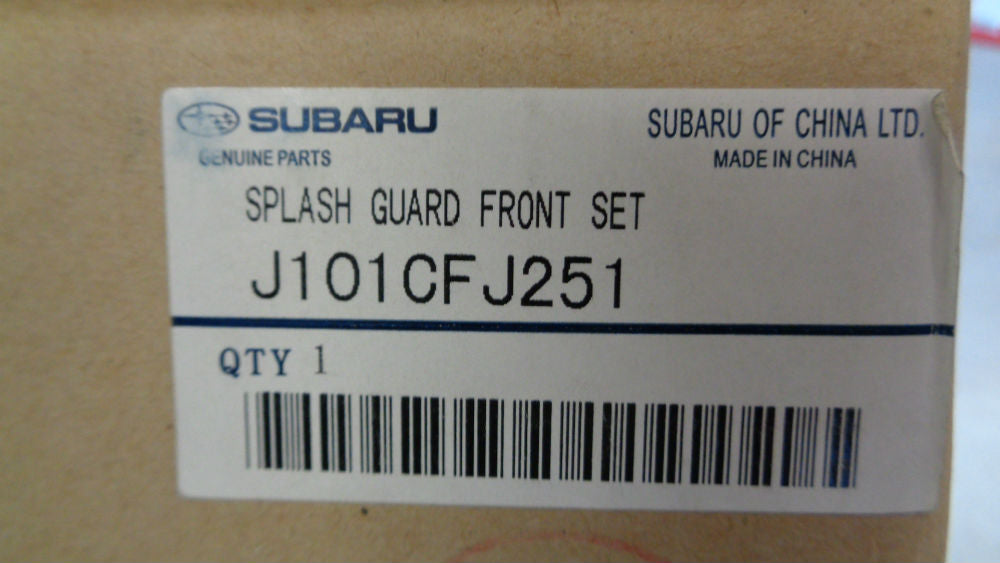 SUBARU
GENUINE PARTS
SUBARU OF CHINA LTD.
MADE IN CHINA
SPLASH GUARD FRONT SET
J101CFJ251
QTY 1